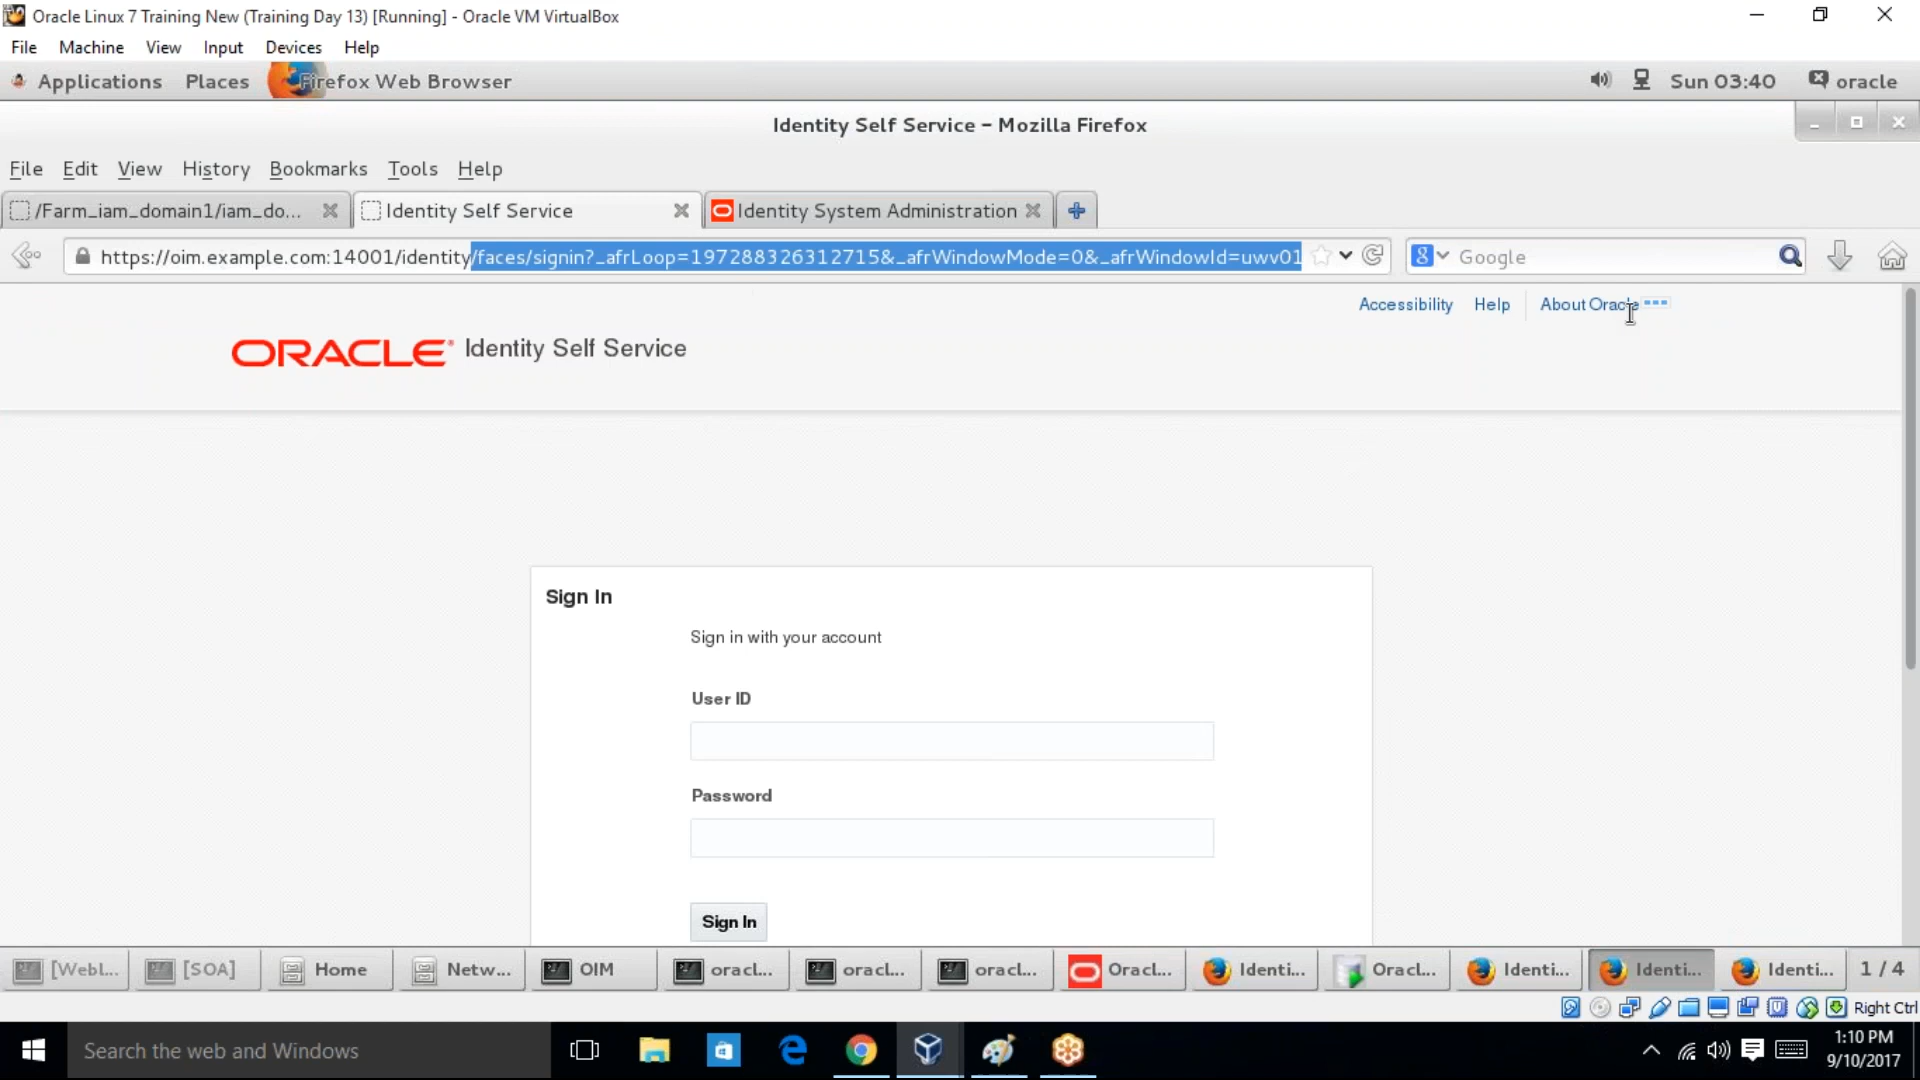 Oracle Linux 7 Training New (Training Day 13) [Running] - Oracle VM VirtualBox
File Machine View Input Devices Help
Applications Places Firefox Web Browser Sun 03:40 oracle
Identity Self Service - Mozilla Firefox
File Edit View History Bookmarks Tools Help
/Farm_iam_domain1/iam_do... Identity Self Service Identity System Administration
https://oim.example.com:14001/identity/faces/signin?_afrLoop=1972883263312715&_afrWindowMode=0&_afrWindowId=uwv01 Google
Accessibility Help About Oracle
ORACLE Identity Self Service
Sign In
Sign in with your account
User ID
Password
Sign In
[WebL... [SOA] Home Netw... OIM oracl... oracl... oracl... Oracl... Identi... Oracl... Identi... Identi... Identi... 1 / 4
Right Ctrl
Search the web and Windows 1:10 PM
9/10/2017